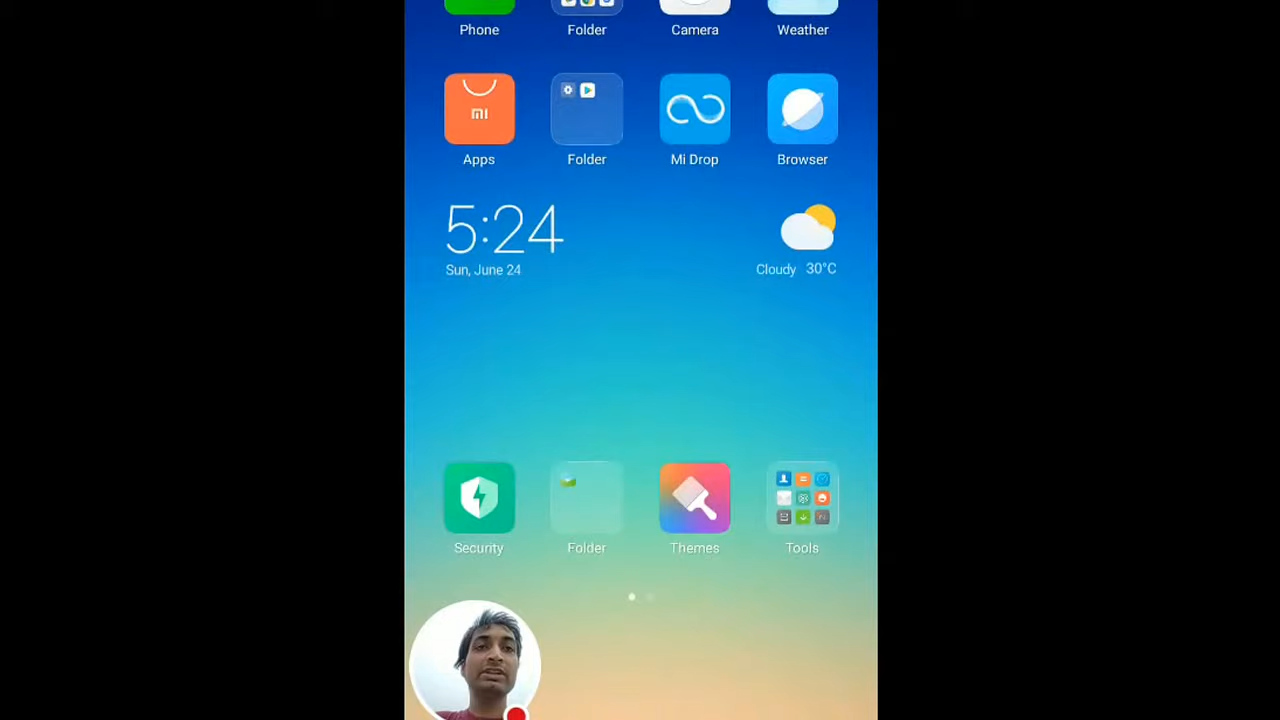 Phone Folder Camera Weather
MI
Apps Folder Mi Drop Browser
5:24
Sun, June 24
Cloudy 30°C
Security Folder Themes Tools